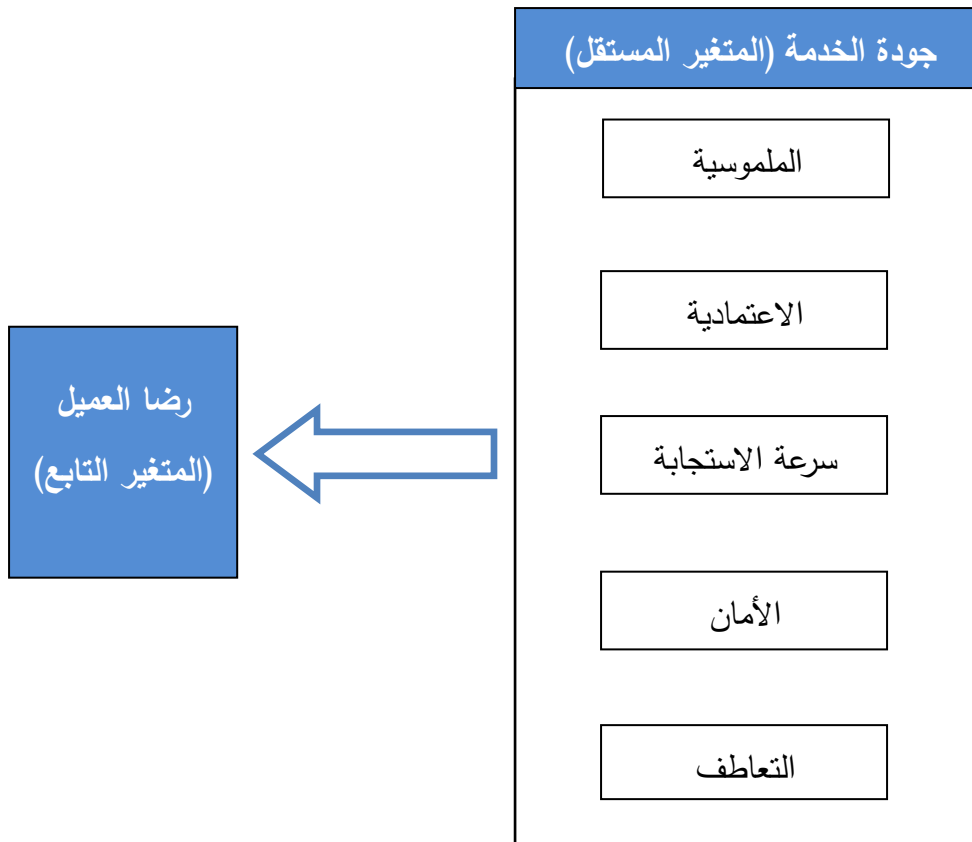 جودة الخدمة (المتغير المستقل)
الملموسية
الاعتمادية
سرعة الاستجابة
الأمان
التعاطف
رضا العميل
(المتغير التابع)